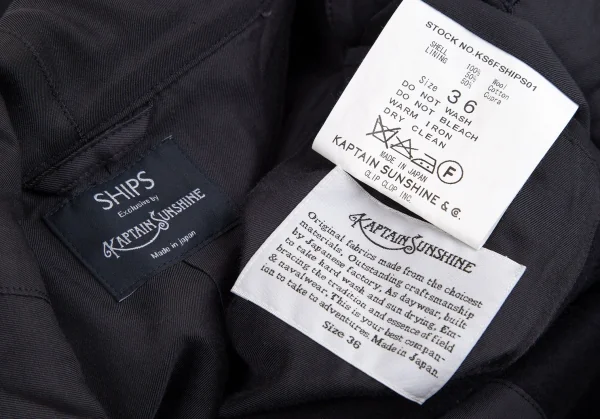 SHIPS
Exclusive by
KAPTAIN SUNSHINE
Made in Japan
STOCK NO.KS6FSHIPS01
SHELL 100% Wool
LINING 50% Cotton
50% Cupra
Size 36
DO NOT WASH
DO NOT BLEACH
WARM IRON
DRY CLEAN
F
MADE IN JAPAN
KAPTAIN SUNSHINE & C°.
CLIP CLOP INC.
KAPTAIN SUNSHINE
Original fabrics made from the choicest
materials. Outstanding craftsmanship
by Japanese factory. As daywear, built
to take hard wash and sun drying. Em-
bracing the tradition and essence of field
& navalwear. This is your best compan-
ion to take to adventures. Made in Japan.
Size 36